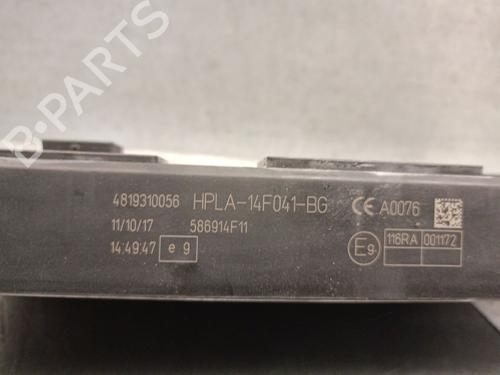 B-PARTS
4819310056 HPLA-14F041-BG CE A0076
11/10/17 586914F11
14:49:47 e 9 E9 116RA 001172